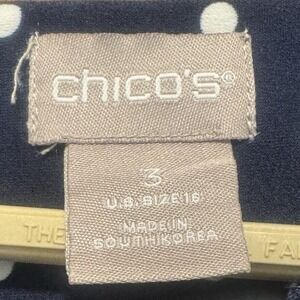 chico's®
3
U.S. SIZE 16
MADE IN
SOUTH KOREA
THE
FA